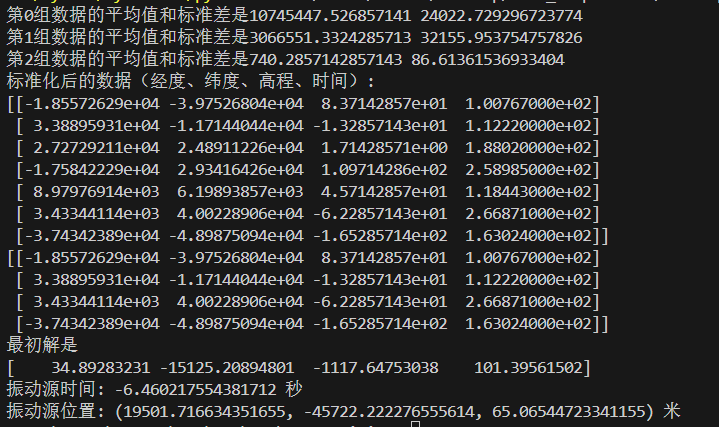 第0组数据的平均值和标准差是10745447.526857141 24022.729296723774
第1组数据的平均值和标准差是3066551.3324285713 32155.953754757826
第2组数据的平均值和标准差是740.2857142857143 86.61361536933404
标准化后的数据（经度、纬度、高程、时间）：
[[-1.85572629e+04 -3.97526804e+04  8.37142857e+01  1.00767000e+02]
 [ 3.38895931e+04 -1.17144044e+04 -1.32857143e+01  1.12220000e+02]
 [ 2.72729211e+04  2.48911226e+04  1.71428571e+00  1.88020000e+02]
 [-1.75842229e+04  2.93416426e+04  1.09714286e+02  2.58985000e+02]
 [ 8.97976914e+03  6.19893857e+03  4.57142857e+01  1.18443000e+02]
 [ 3.43344114e+03  4.00228906e+04 -6.22857143e+01  2.66871000e+02]
 [-3.74342389e+04 -4.89875094e+04 -1.65285714e+02  1.63024000e+02]]
[[-1.85572629e+04 -3.97526804e+04  8.37142857e+01  1.00767000e+02]
 [ 3.38895931e+04 -1.17144044e+04 -1.32857143e+01  1.12220000e+02]
 [ 3.43344114e+03  4.00228906e+04 -6.22857143e+01  2.66871000e+02]
 [-3.74342389e+04 -4.89875094e+04 -1.65285714e+02  1.63024000e+02]]
最初解是
[    34.89283231 -15125.20894801  -1117.64753038    101.39561502]
振动源时间: -6.460217554381712 秒
振动源位置: (19501.716634351655, -45722.222276555614, 65.06544723341155) 米